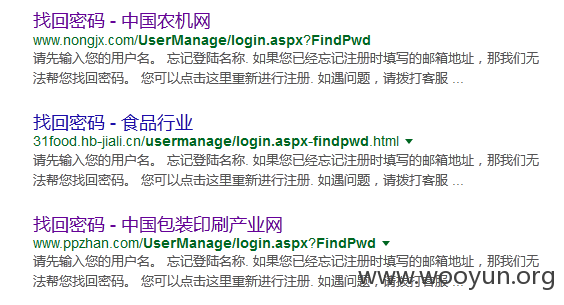 找回密码 - 中国农机网
www.nongjx.com/UserManage/login.aspx?FindPwd
请先输入您的用户名。 忘记登陆名称. 如果您已经忘记注册时填写的邮箱地址，那我们无
法帮您找回密码。 您可以点击这里重新进行注册. 如遇问题，请拨打客服 ...
找回密码 - 食品行业
31food.hb-jiali.cn/usermanage/login.aspx-findpwd.html
请先输入您的用户名。 忘记登陆名称. 如果您已经忘记注册时填写的邮箱地址，那我们无
法帮您找回密码。 您可以点击这里重新进行注册. 如遇问题，请拨打客服 ...
找回密码 - 中国包装印刷产业网
www.ppzhan.com/UserManage/login.aspx?FindPwd
请先输入您的用户名。 忘记登陆名称. 如果您已经忘记注册时填写的邮箱地址，那我们无
法帮您找回密码。 您可以点击这里重新进行注册. 如遇问题，请拨打客服 ...
www.wooyun.org